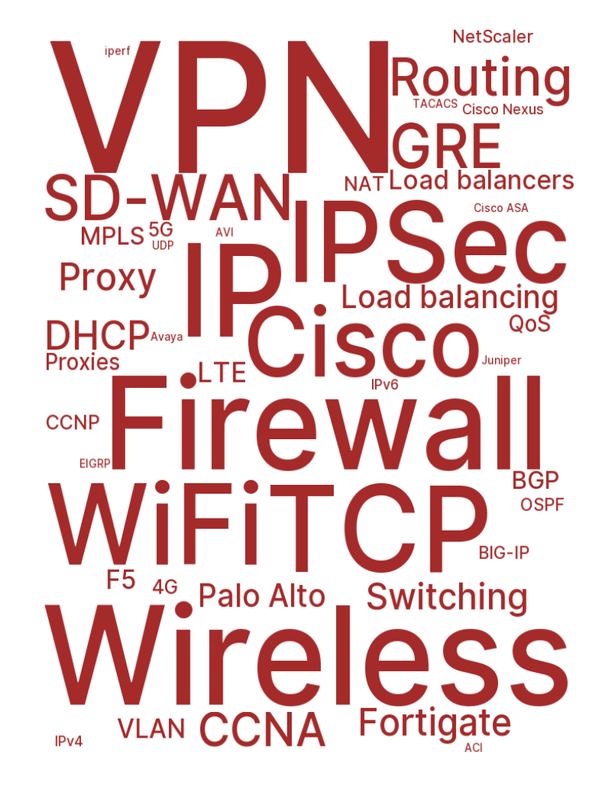 NetScaler
iperf
VPN
Routing
TACACS
Cisco Nexus
GRE
SD-WAN
NAT
Load balancers
IPSec
Cisco ASA
MPLS
5G
UDP
AVI
IP
Proxy
Load balancing
QoS
DHCP
Avaya
Cisco
Proxies
LTE
Juniper
IPv6
Firewall
CCNP
EIGRP
BGP
WiFi
TCP
OSPF
BIG-IP
F5
4G
Palo Alto
Switching
Wireless
VLAN
CCNA
Fortigate
IPv4
ACI